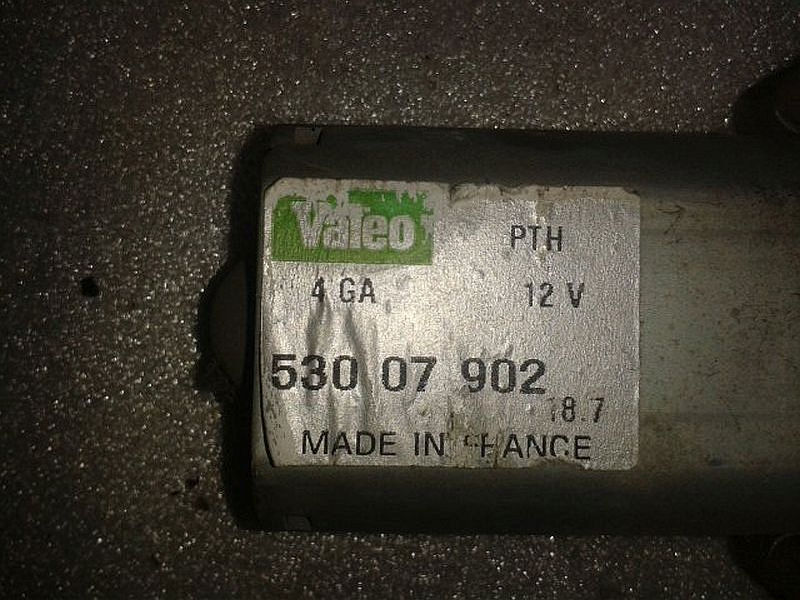 Valeo
PTH
4 GA
12 V
530 07 902
18.7
MADE IN FRANCE